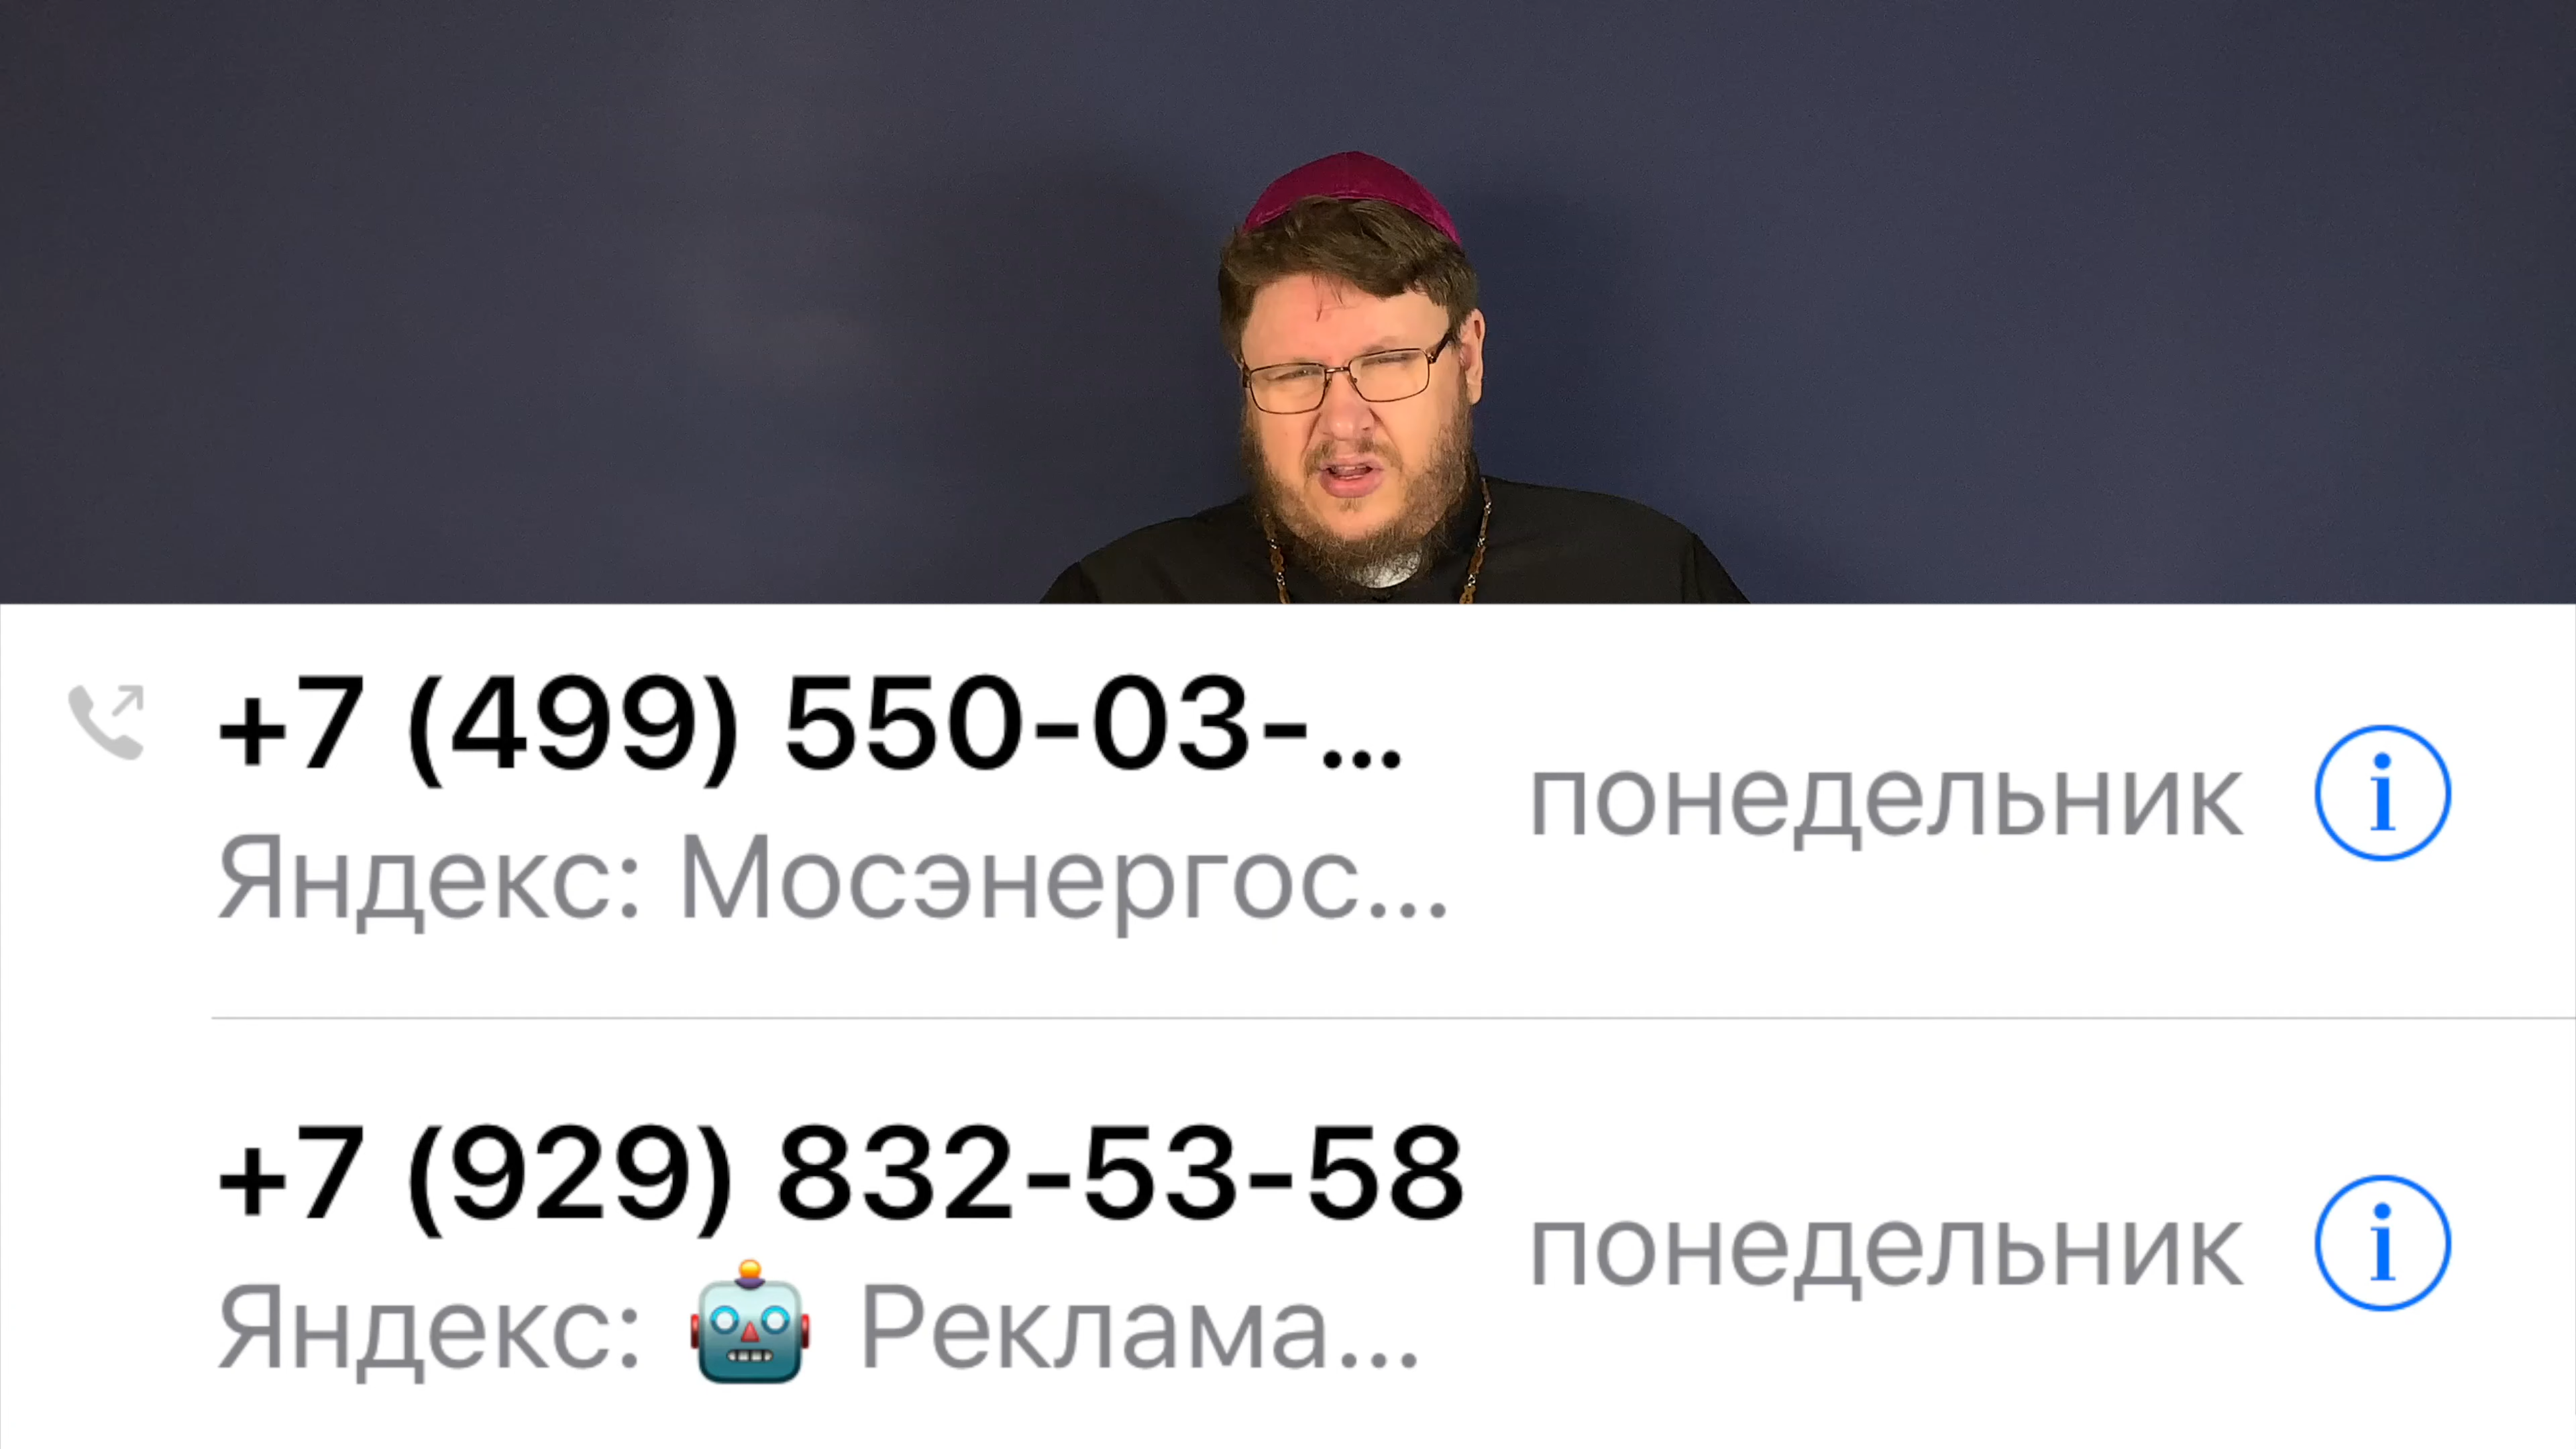 +7 (499) 550-03-...
Яндекс: Мосэнергос...
понедельник
+7 (929) 832-53-58
Яндекс: 🤖 Реклама...
понедельник